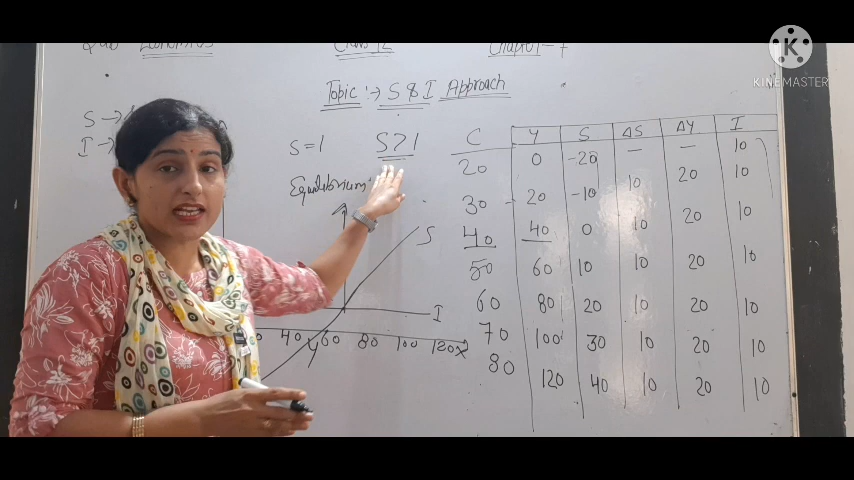 Economics Class 12 Chapter - 7
Topic :-> S & I Approach
S ->
I ->
S = I S > I
Equilibrium
S
I
40 60 80 100 120 X
Y
C Y S ΔS ΔY I
20 0 -20 — — 10
30 20 -10 10 20 10
40 40 0 10 20 10
50 60 10 10 20 10
60 80 20 10 20 10
70 100 30 10 20 10
80 120 40 10 20 10
KINEMASTER